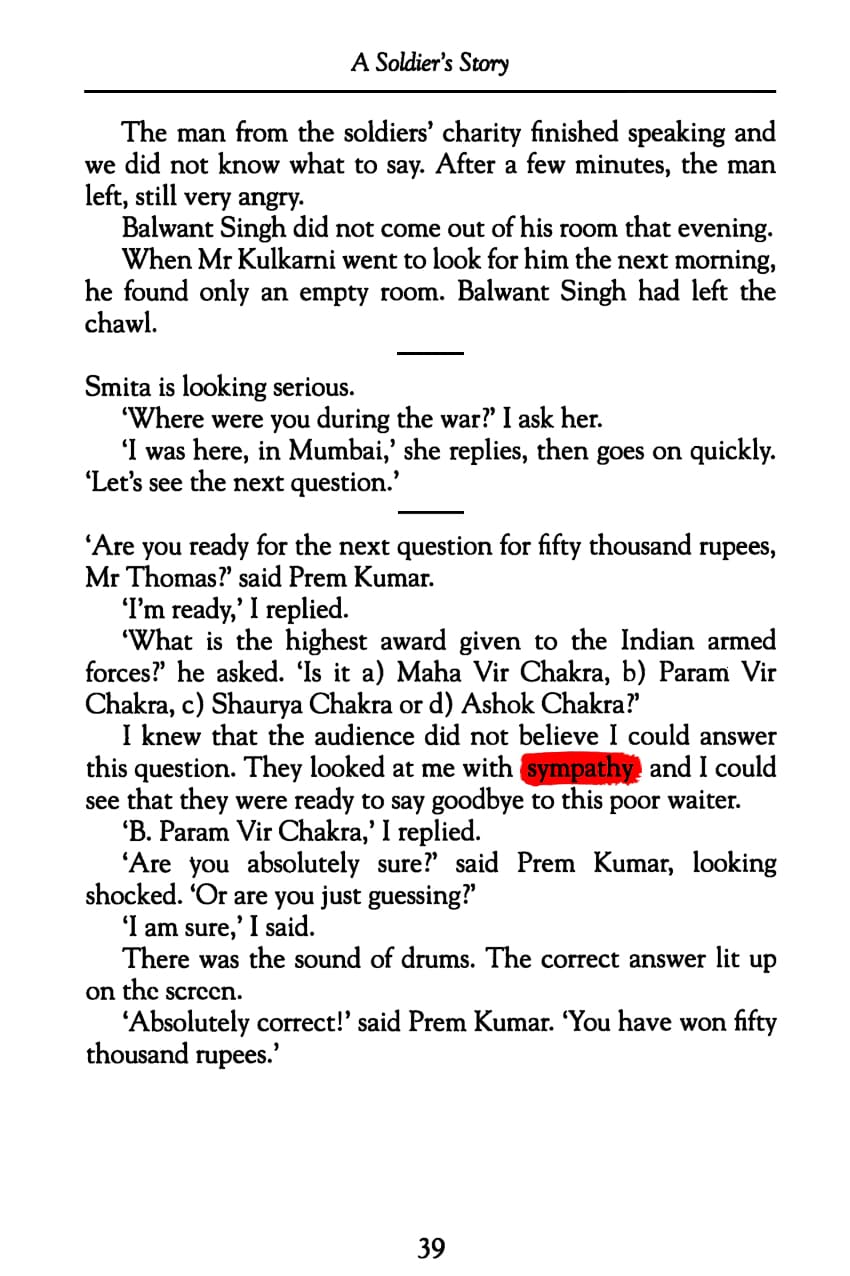 A Soldier's Story
The man from the soldiers' charity finished speaking and
we did not know what to say. After a few minutes, the man
left, still very angry.
Balwant Singh did not come out of his room that evening.
When Mr Kulkarni went to look for him the next morning,
he found only an empty room. Balwant Singh had left the
chawl.
Smita is looking serious.
‘Where were you during the war?’ I ask her.
‘I was here, in Mumbai,’ she replies, then goes on quickly.
‘Let's see the next question.’
‘Are you ready for the next question for fifty thousand rupees,
Mr Thomas?’ said Prem Kumar.
‘I'm ready,’ I replied.
‘What is the highest award given to the Indian armed
forces?’ he asked. ‘Is it a) Maha Vir Chakra, b) Param Vir
Chakra, c) Shaurya Chakra or d) Ashok Chakra?’
I knew that the audience did not believe I could answer
this question. They looked at me with sympathy and I could
see that they were ready to say goodbye to this poor waiter.
‘B. Param Vir Chakra,’ I replied.
‘Are you absolutely sure?’ said Prem Kumar, looking
shocked. ‘Or are you just guessing?’
‘I am sure,’ I said.
There was the sound of drums. The correct answer lit up
on the screen.
‘Absolutely correct!’ said Prem Kumar. ‘You have won fifty
thousand rupees.’
39